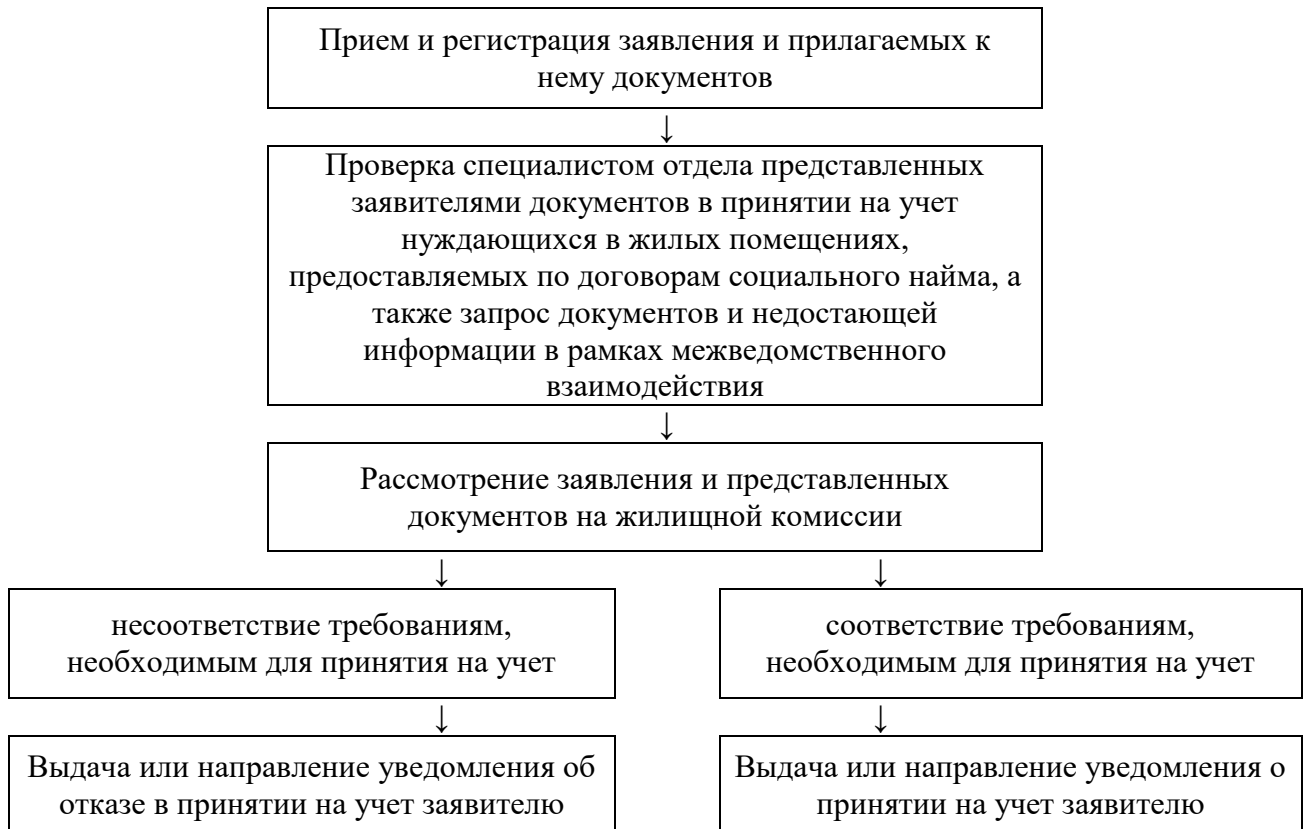 Прием и регистрация заявления и прилагаемых к
нему документов
↓
Проверка специалистом отдела представленных
заявителями документов в принятии на учет
нуждающихся в жилых помещениях,
предоставляемых по договорам социального найма, а
также запрос документов и недостающей
информации в рамках межведомственного
взаимодействия
↓
Рассмотрение заявления и представленных
документов на жилищной комиссии
↓ ↓
несоответствие требованиям,
необходимым для принятия на учет
соответствие требованиям,
необходимым для принятия на учет
↓ ↓
Выдача или направление уведомления об
отказе в принятии на учет заявителю
Выдача или направление уведомления о
принятии на учет заявителю